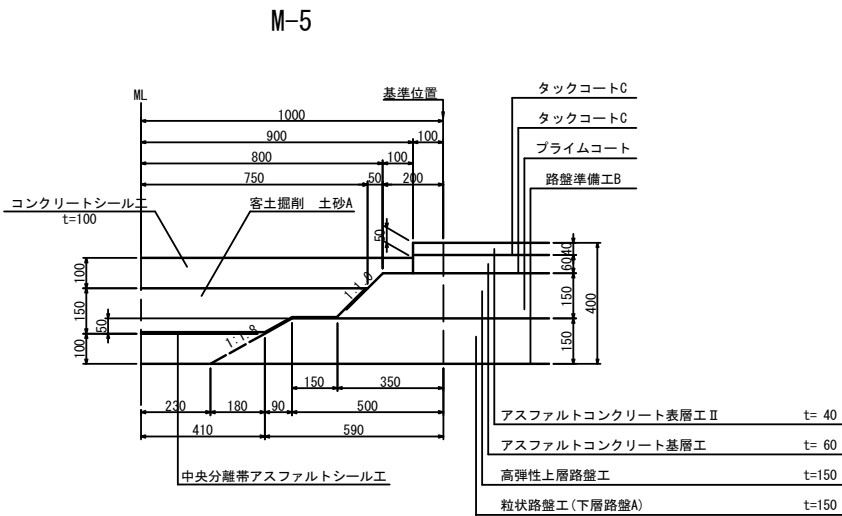 M-5
ML
基準位置
タックコートC
1000
タックコートC
900
100
プライムコート
800
100
路盤準備工B
750
50
200
コンクリートシール工
t=100
客土掘削 土砂A
50
40
60
100
150
50
100
1:1.0
1:1.8
150
150
400
150
350
230
180
90
500
410
590
中央分離帯アスファルトシール工
アスファルトコンクリート表層工Ⅱ t= 40
アスファルトコンクリート基層工 t= 60
高弾性上層路盤工 t=150
粒状路盤工(下層路盤A) t=150